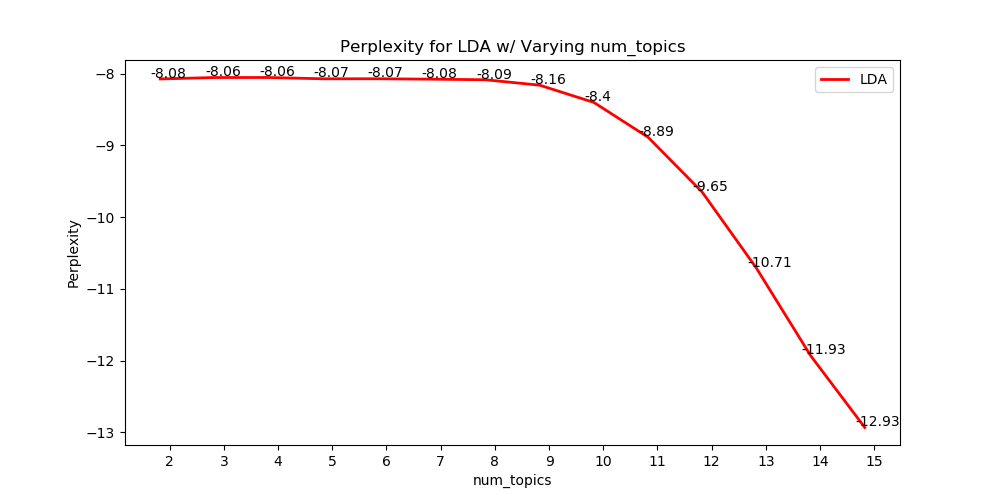 Perplexity for LDA w/ Varying num_topics
LDA
-8.08 -8.06 -8.06 -8.07 -8.07 -8.08 -8.09 -8.16 -8.4 -8.89 -9.65 -10.71 -11.93 -12.93
−8
−9
−10
−11
−12
−13
Perplexity
2 3 4 5 6 7 8 9 10 11 12 13 14 15
num_topics